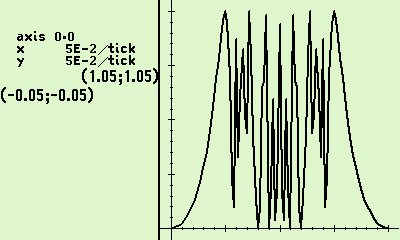 axis 0·0
x 5E-2/tick
y 5E-2/tick
(1.05;1.05)
(-0.05;-0.05)